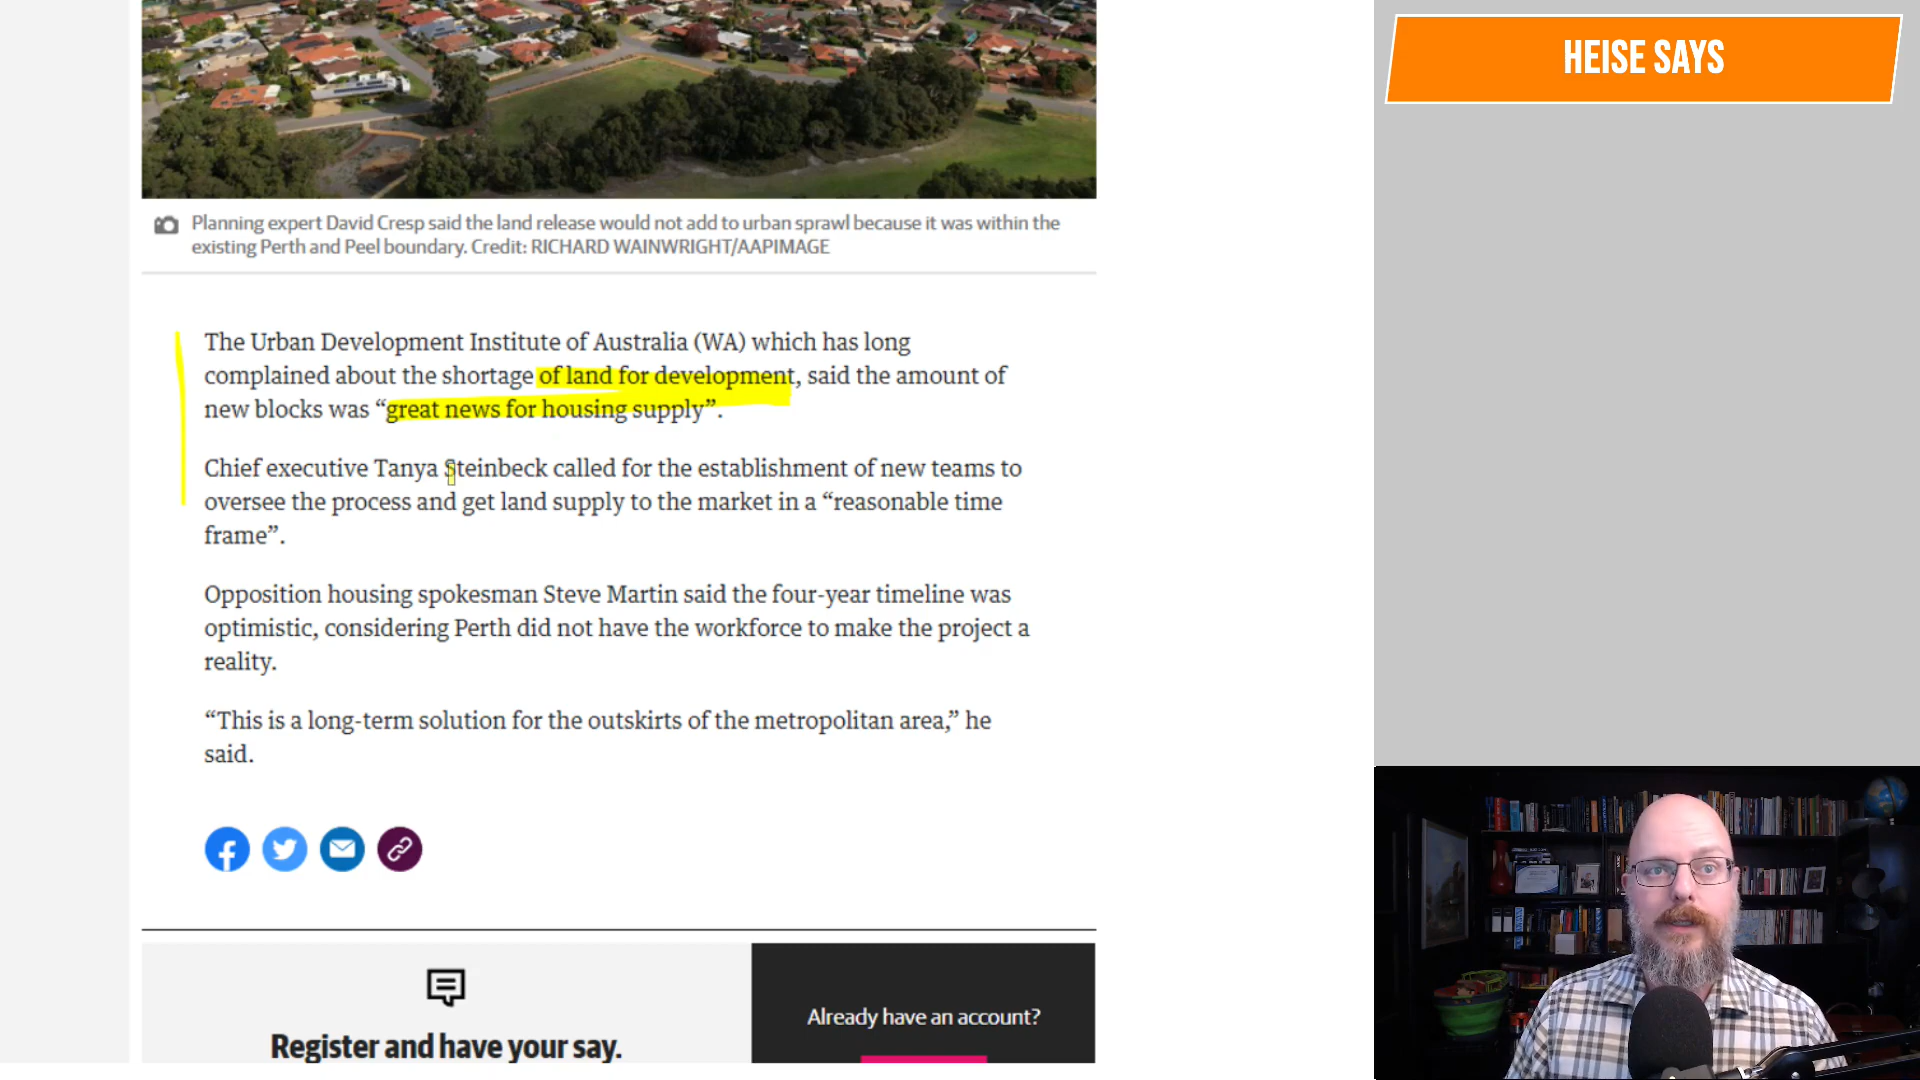 HEISE SAYS
Planning expert David Cresp said the land release would not add to urban sprawl because it was within the
existing Perth and Peel boundary. Credit: RICHARD WAINWRIGHT/AAPIMAGE
The Urban Development Institute of Australia (WA) which has long
complained about the shortage of land for development, said the amount of
new blocks was “great news for housing supply”.
Chief executive Tanya Steinbeck called for the establishment of new teams to
oversee the process and get land supply to the market in a “reasonable time
frame”.
Opposition housing spokesman Steve Martin said the four-year timeline was
optimistic, considering Perth did not have the workforce to make the project a
reality.
“This is a long-term solution for the outskirts of the metropolitan area,” he
said.
Register and have your say.
Already have an account?